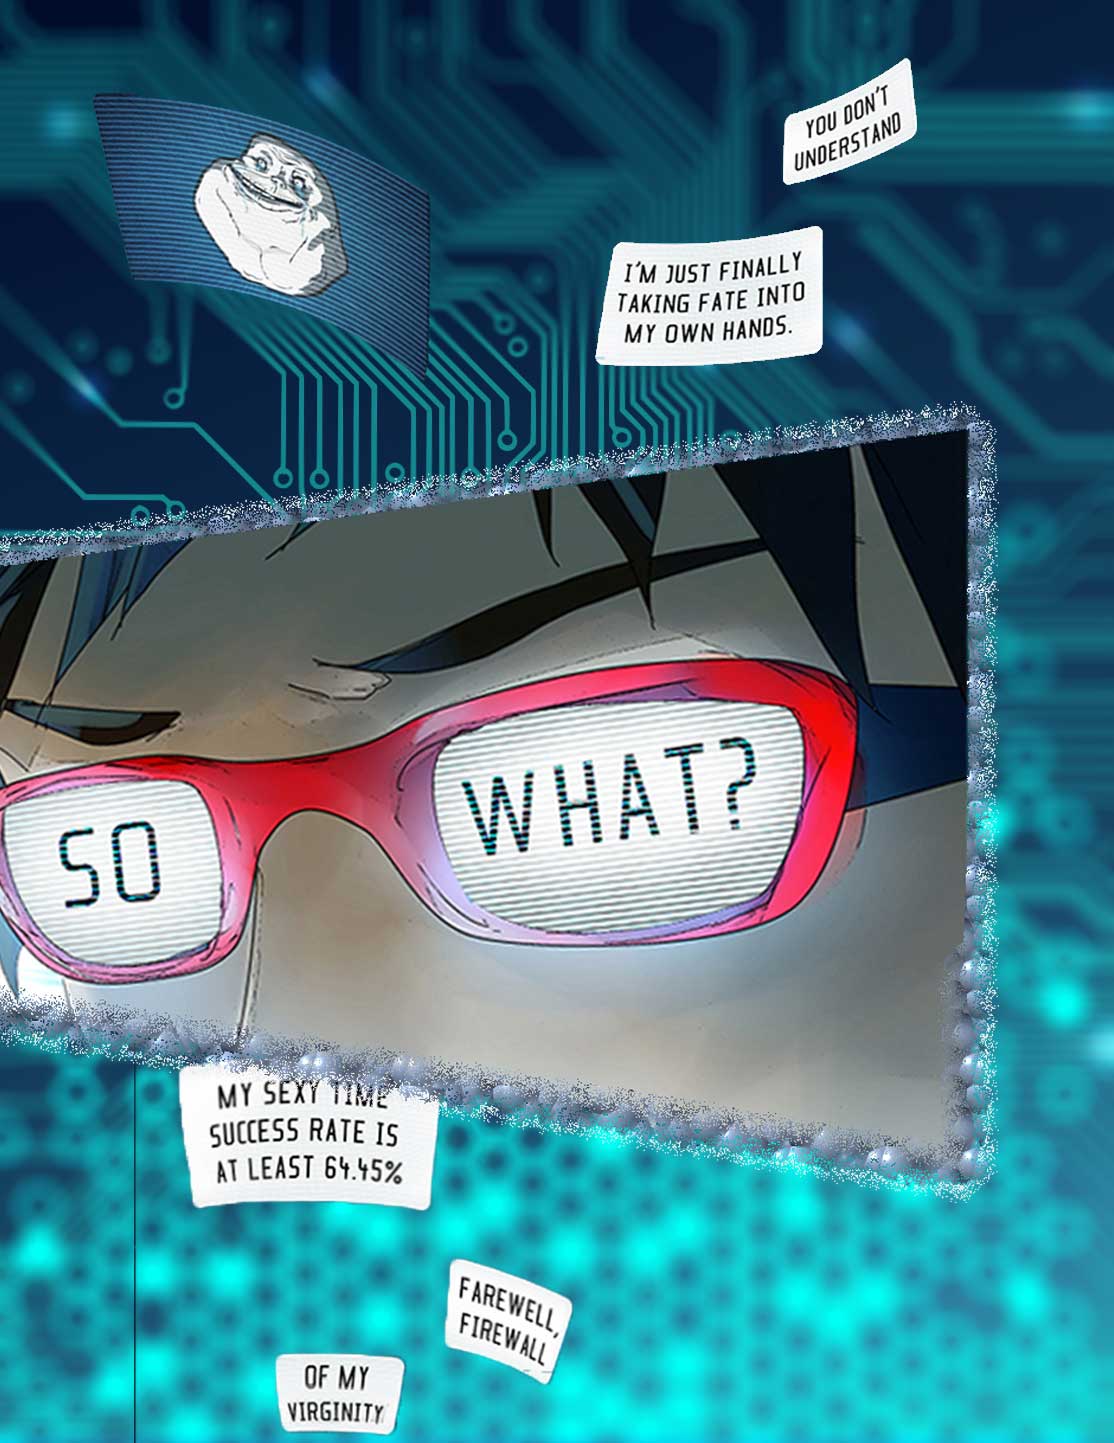 YOU DON'T
UNDERSTAND
I'M JUST FINALLY
TAKING FATE INTO
MY OWN HANDS.
SO WHAT?
MY SEXY TIME
SUCCESS RATE IS
AT LEAST 64.45%
FAREWELL,
FIREWALL
OF MY
VIRGINITY